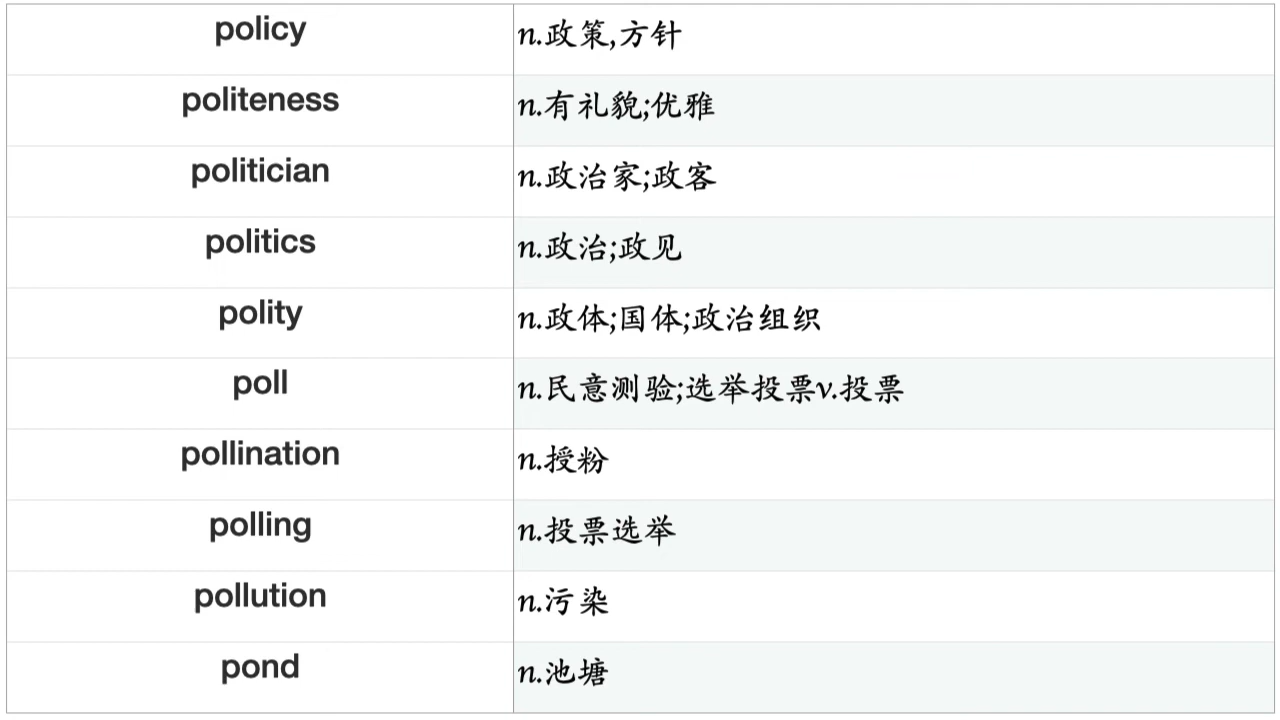 policy n.政策,方针
politeness n.有礼貌;优雅
politician n.政治家;政客
politics n.政治;政见
polity n.政体;国体;政治组织
poll n.民意测验;选举投票v.投票
pollination n.授粉
polling n.投票选举
pollution n.污染
pond n.池塘